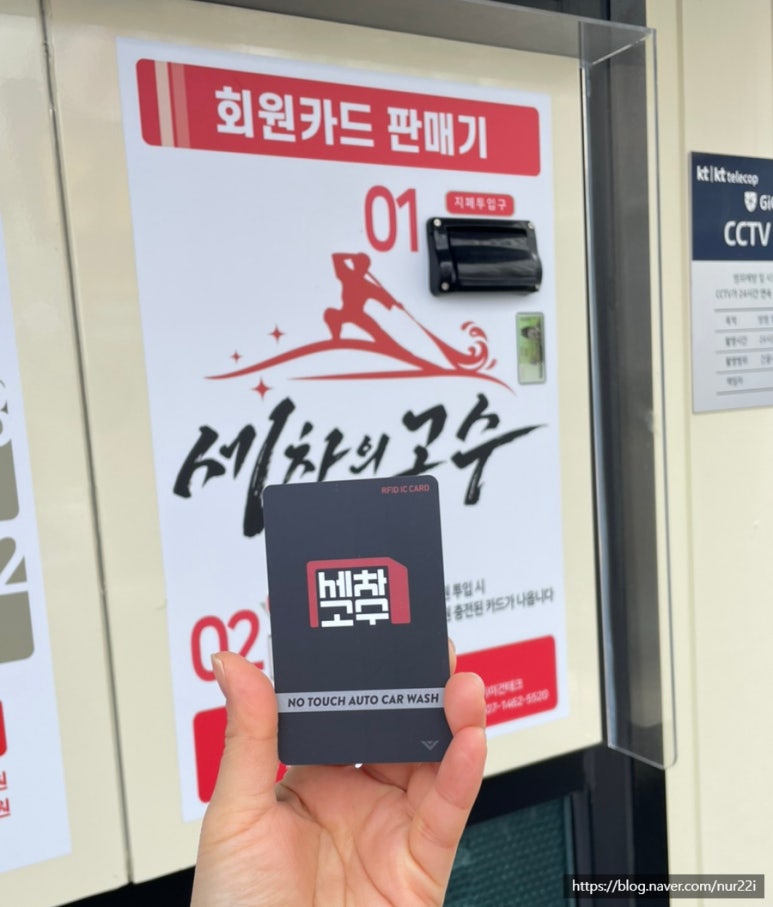 회원카드 판매기
01
지폐투입구
세차의 고수
kt kt telecop
CCTV
RFID IC CARD
세차
고수
NO TOUCH AUTO CAR WASH
02
투입 시
충전된 카드가 나옵니다
https://blog.naver.com/nur22i